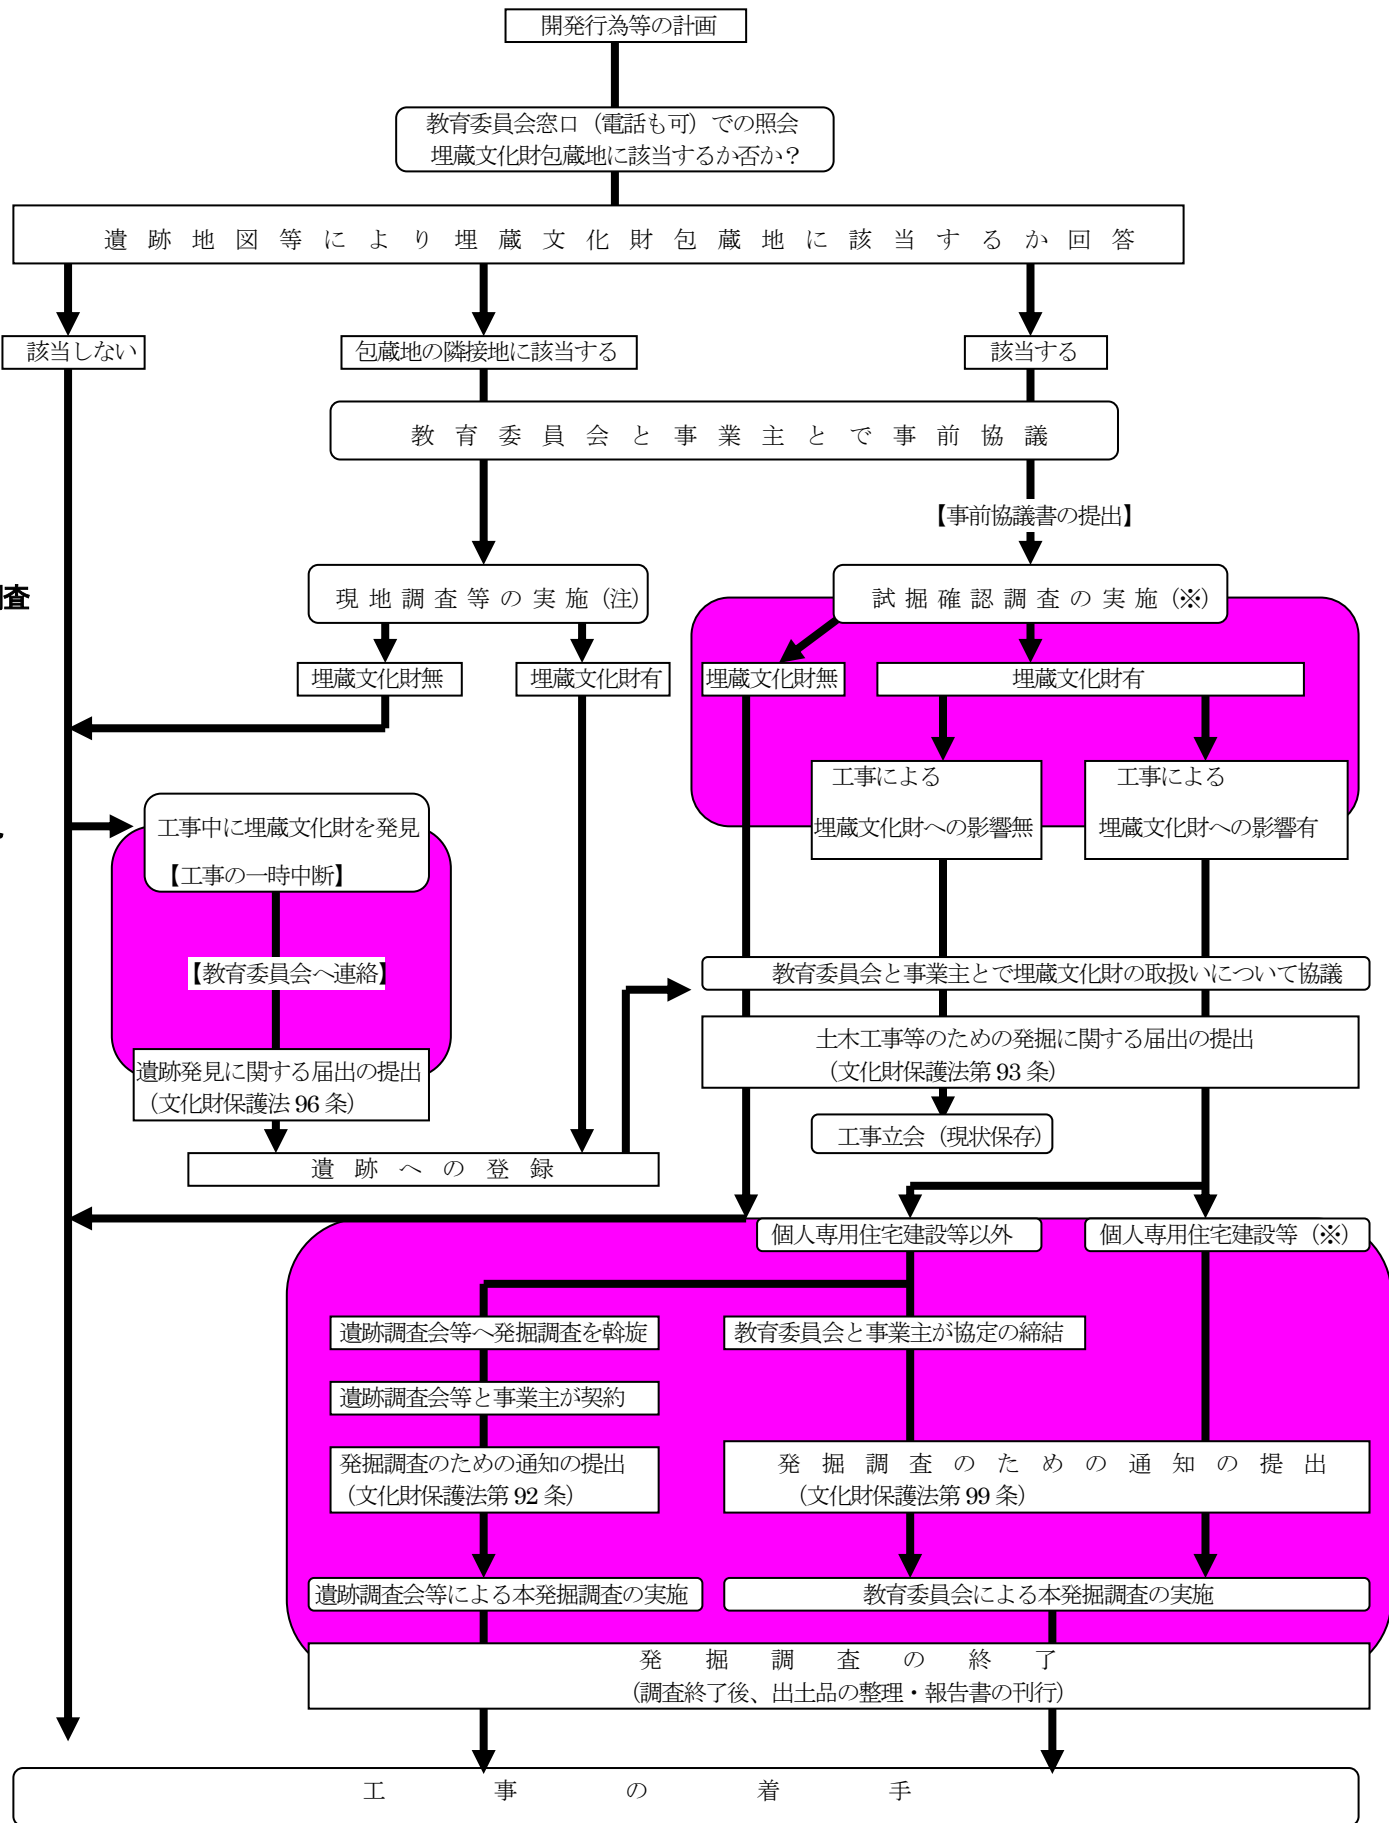 開発行為等の計画
教育委員会窓口（電話も可）での照会
埋蔵文化財包蔵地に該当するか否か？
遺跡地図等により埋蔵文化財包蔵地に該当するか回答
該当しない
包蔵地の隣接地に該当する
該当する
教育委員会と事業主とで事前協議
【事前協議書の提出】
査
現地調査等の実施（注）
試掘確認調査の実施（※）
埋蔵文化財無
埋蔵文化財有
埋蔵文化財無
埋蔵文化財有
工事による
埋蔵文化財への影響無
工事による
埋蔵文化財への影響有
工事中に埋蔵文化財を発見
【工事の一時中断】
【教育委員会へ連絡】
教育委員会と事業主とで埋蔵文化財の取扱いについて協議
土木工事等のための発掘に関する届出の提出
（文化財保護法第 93 条）
遺跡発見に関する届出の提出
（文化財保護法 96 条）
工事立会（現状保存）
遺跡への登録
個人専用住宅建設等以外
個人専用住宅建設等（※）
遺跡調査会等へ発掘調査を斡旋
教育委員会と事業主が協定の締結
遺跡調査会等と事業主が契約
発掘調査のための通知の提出
（文化財保護法第 92 条）
発掘調査のための通知の提出
（文化財保護法第 99 条）
遺跡調査会等による本発掘調査の実施
教育委員会による本発掘調査の実施
発掘調査の終了
（調査終了後、出土品の整理・報告書の刊行）
工事の着手